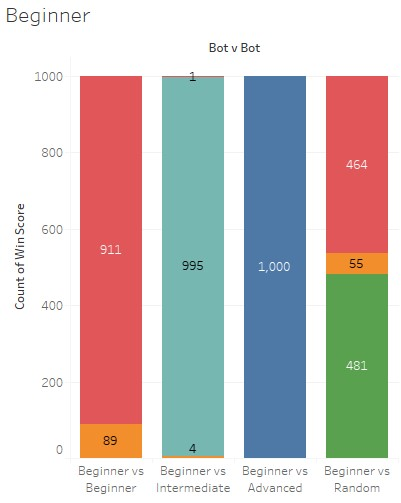 Beginner
Bot v Bot
Count of Win Score
1000
800
600
400
200
0
911
89
1
995
4
1,000
464
55
481
Beginner vs
Beginner
Beginner vs
Intermediate
Beginner vs
Advanced
Beginner vs
Random